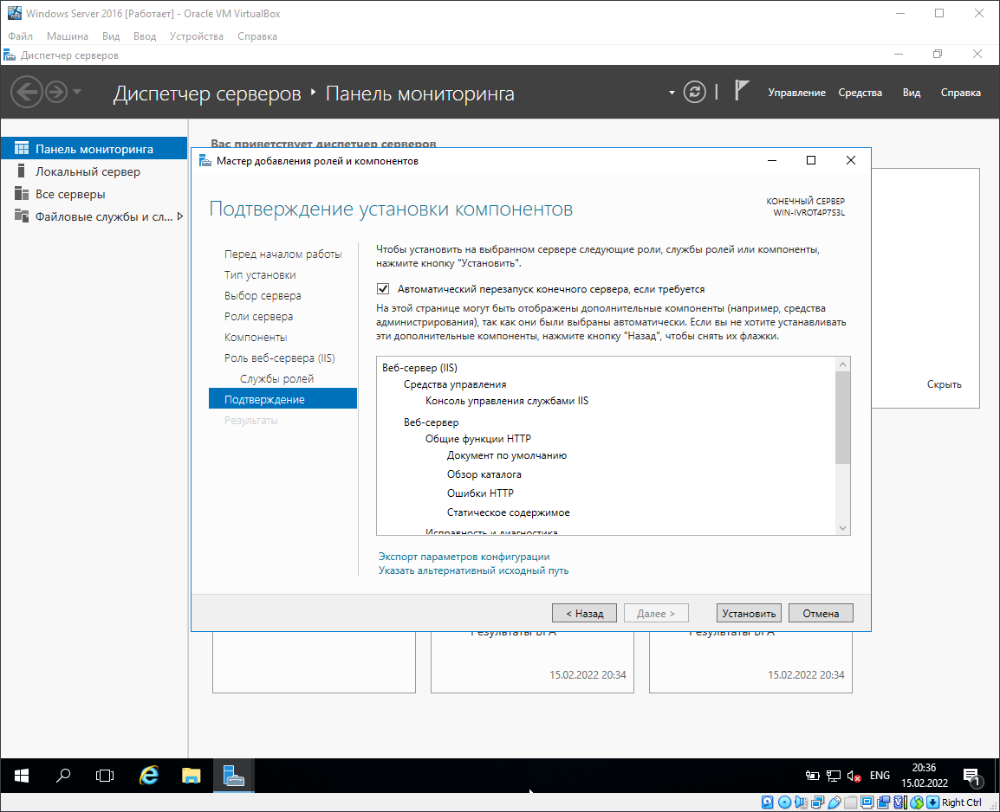 Windows Server 2016 [Работает] - Oracle VM VirtualBox
Файл Машина Вид Ввод Устройства Справка
Диспетчер серверов
Диспетчер серверов ‣ Панель мониторинга
Управление Средства Вид Справка
Панель мониторинга
Локальный сервер
Все серверы
Файловые службы и сл...
Вас приветствует диспетчер серверов
Мастер добавления ролей и компонентов
Подтверждение установки компонентов
КОНЕЧНЫЙ СЕРВЕР
WIN-IVROT4P7S3L
Перед началом работы
Тип установки
Выбор сервера
Роли сервера
Компоненты
Роль веб-сервера (IIS)
Службы ролей
Подтверждение
Результаты
Чтобы установить на выбранном сервере следующие роли, службы ролей или компоненты,
нажмите кнопку "Установить".
Автоматический перезапуск конечного сервера, если требуется
На этой странице могут быть отображены дополнительные компоненты (например, средства
администрирования), так как они были выбраны автоматически. Если вы не хотите устанавливать
эти дополнительные компоненты, нажмите кнопку "Назад", чтобы снять их флажки.
Веб-сервер (IIS)
Средства управления
Консоль управления службами IIS
Веб-сервер
Общие функции HTTP
Документ по умолчанию
Обзор каталога
Ошибки HTTP
Статическое содержимое
Исправность и диагностика
Экспорт параметров конфигурации
Указать альтернативный исходный путь
< Назад
Далее >
Установить
Отмена
Скрыть
Результаты BPA
Результаты BPA
15.02.2022 20:34
15.02.2022 20:34
ENG
20:36
15.02.2022
1
Right Ctrl